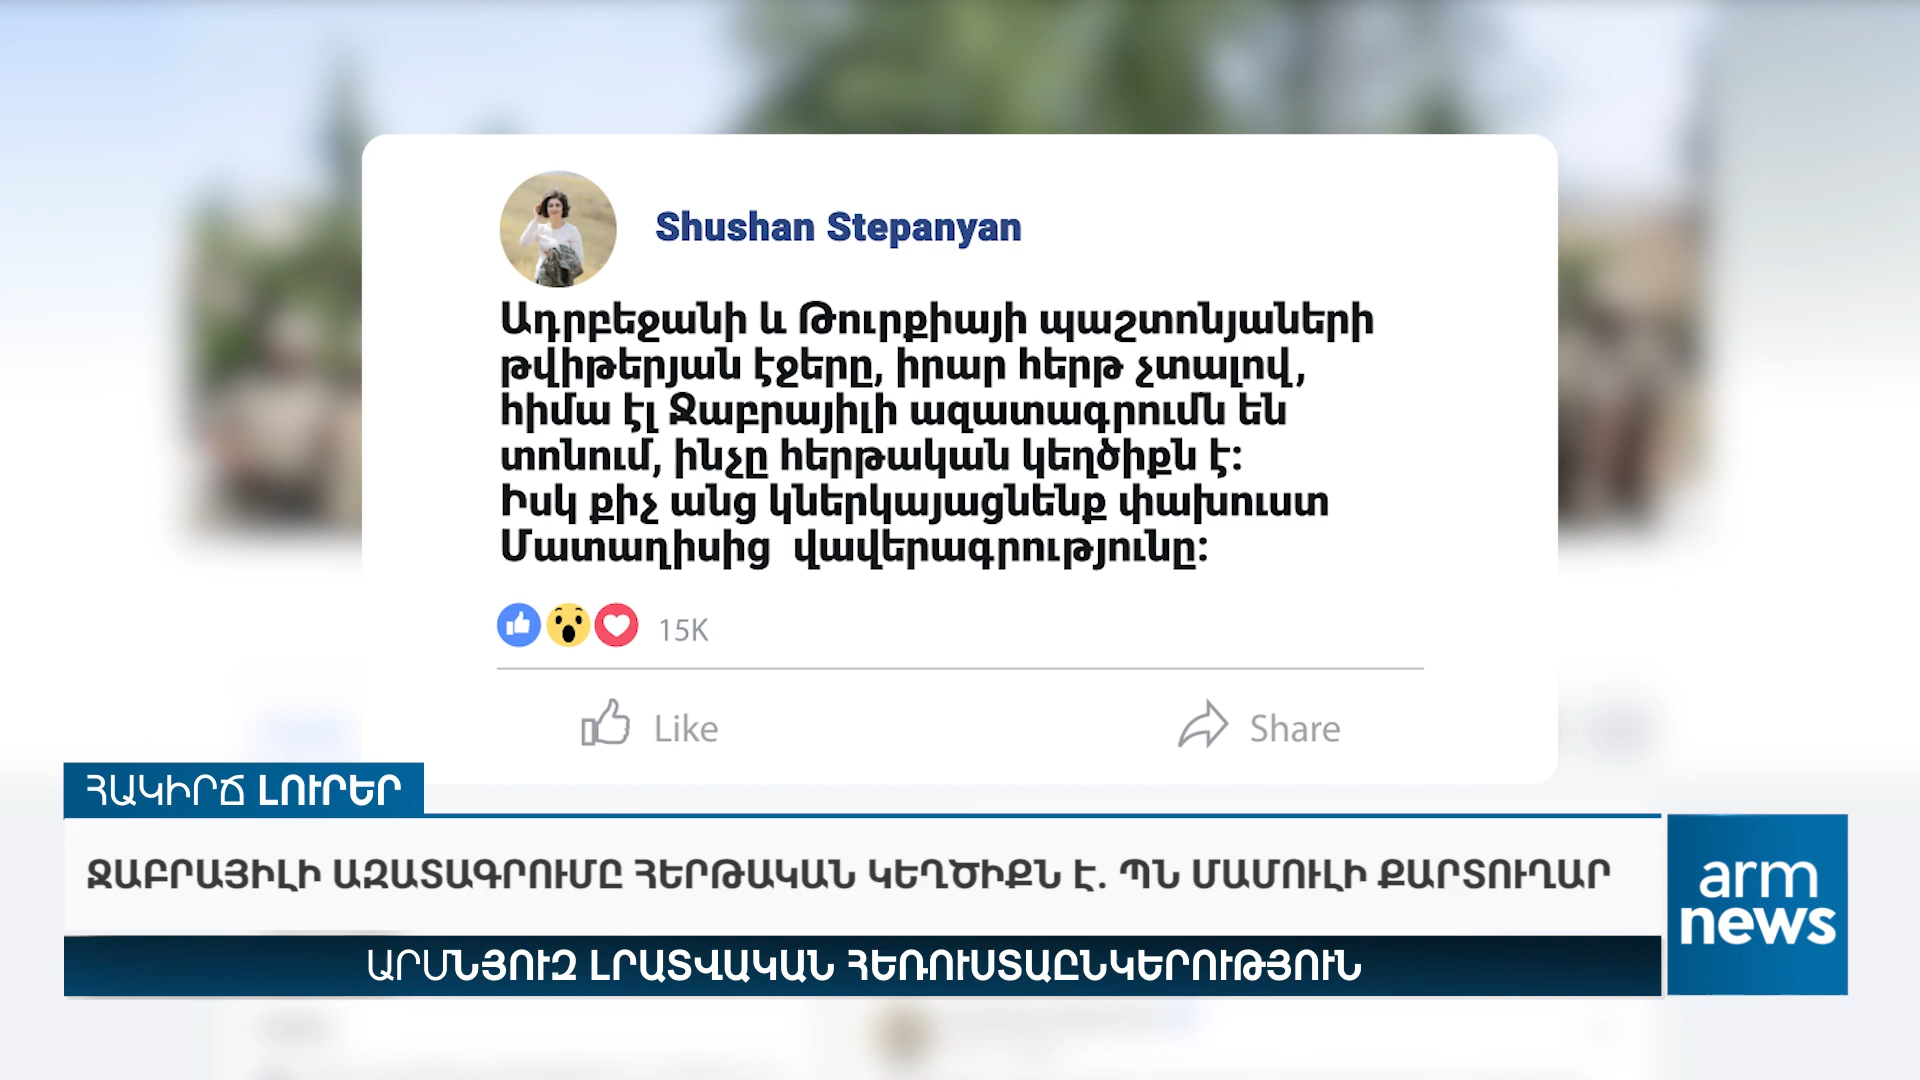 Shushan Stepanyan
Ադրբեջանի և Թուրքիայի պաշտոնյաների
թվիթերյան էջերը, իրար հերթ չտալով,
հիմա էլ Ջաբրայիլի ազատագրումն են
տոնում, ինչը հերթական կեղծիքն է:
Իսկ քիչ անց կներկայացնենք փախուստ
Մատաղիսից վավերագրությունը:
15K
Like
Share
ՀԱԿԻՐՃ ԼՈՒՐԵՐ
ՋԱԲՐԱՅԻԼԻ ԱԶԱՏԱԳՐՈՒՄԸ ՀԵՐԹԱԿԱՆ ԿԵՂԾԻՔՆ Է. ՊՆ ՄԱՄՈՒԼԻ ՔԱՐՏՈՒՂԱՐ
arm
news
ԱՐՄՆՅՈՒԶ ԼՐԱՏՎԱԿԱՆ ՀԵՌՈՒՍՏԱԸՆԿԵՐՈՒԹՅՈՒՆ